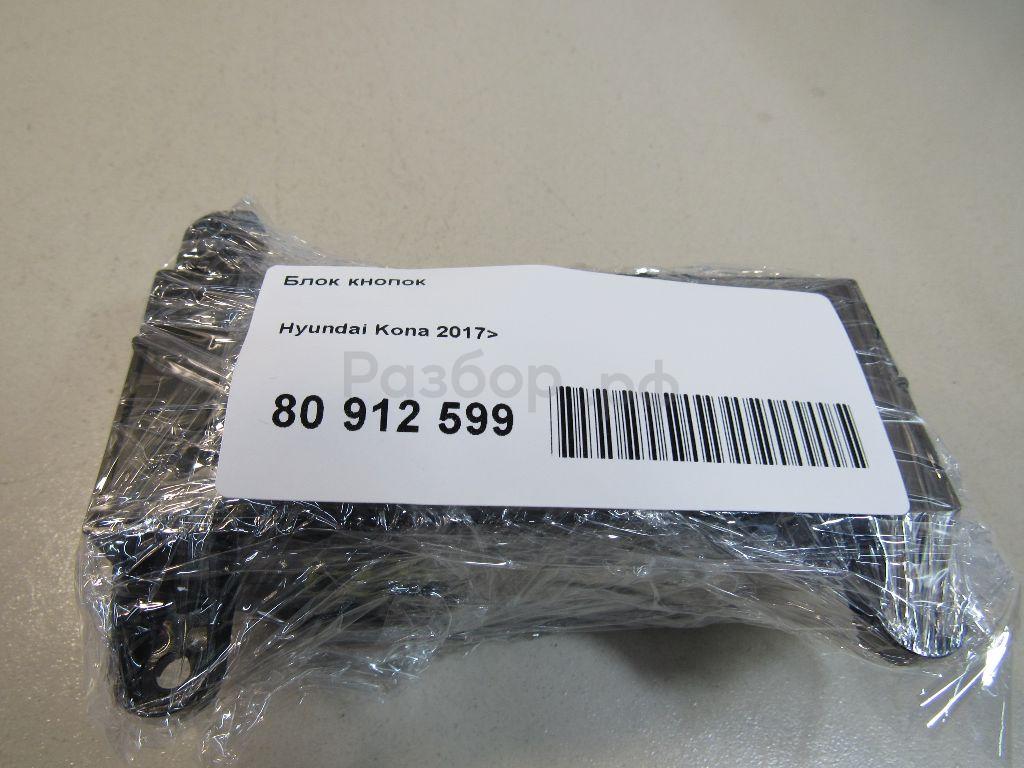 Блок кнопок
Hyundai Kona 2017>
Разбор.рф
80 912 599